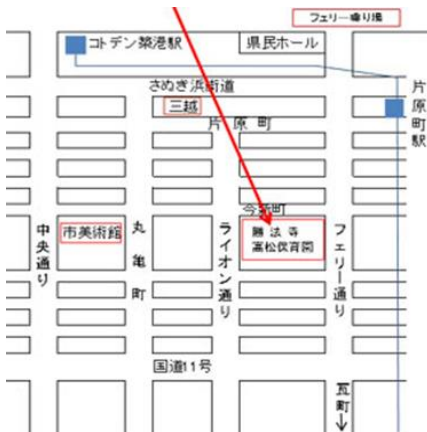 フェリー乗り場
コトデン築港駅
県民ホール
さぬき浜街道
三越
片原町
片原町駅
今新町
中央通り
市美術館
丸亀町
ライオン通り
勝法寺
高松保育園
フェリー通り
国道11号
瓦町